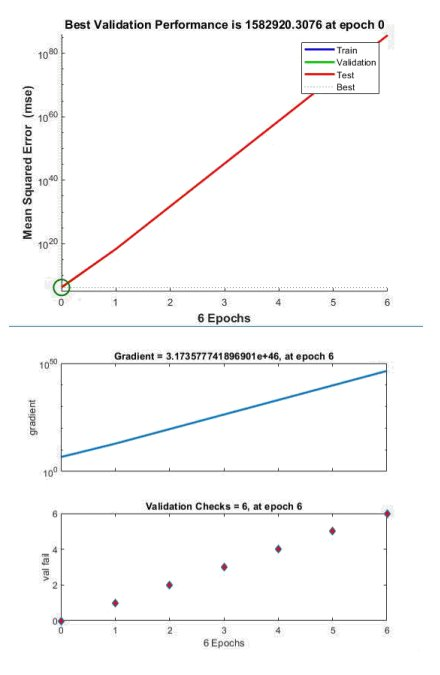 Best Validation Performance is 1582920.3076 at epoch 0
10^80
10^60
10^40
10^20
Mean Squared Error (mse)
Train
Validation
Test
Best
0 1 2 3 4 5 6
6 Epochs
Gradient = 3.173577741896901e+46, at epoch 6
10^50
10^0
gradient
Validation Checks = 6, at epoch 6
6
4
2
0
val fail
0 1 2 3 4 5 6
6 Epochs